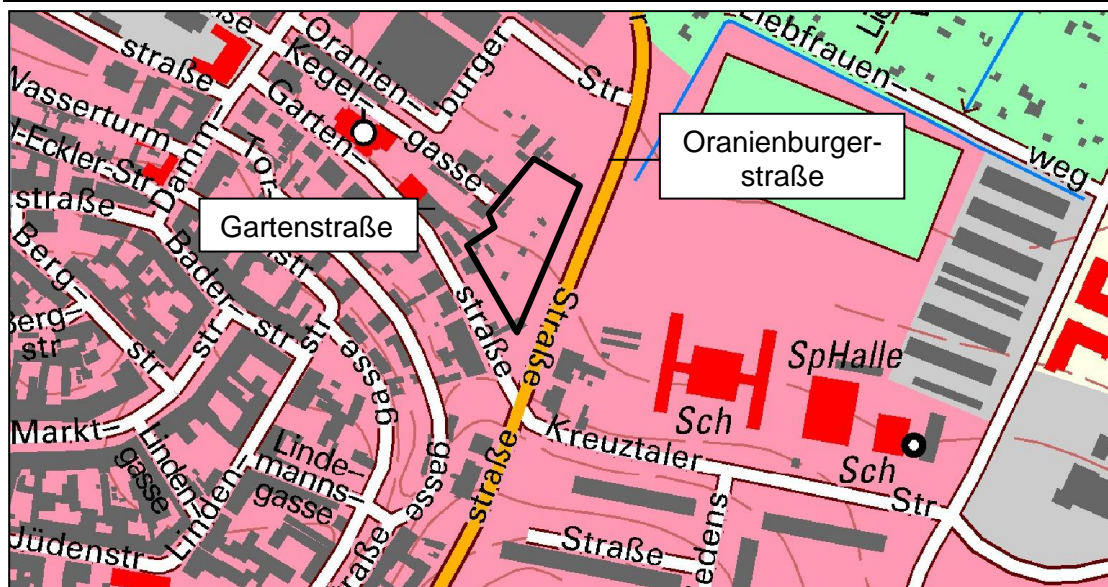 straße
Oranien-
burger
Str
Kegel-
gasse
Garten-
straße
Wasserturm
-Eckler-Str
Damm-
Tor-
straße
Bader-
str
Berg-
str
Berg
str
str
str
gasse
gasse
Markt-
Linden-
gasse
Linden
Linde-
manns-
gasse
Jüdenstr
straße
Straße
straße
Kreuztaler
Str
Straße
edens
Sch
SpHalle
Sch
Liebfrauen-
weg
Oranienburger-
straße
Gartenstraße